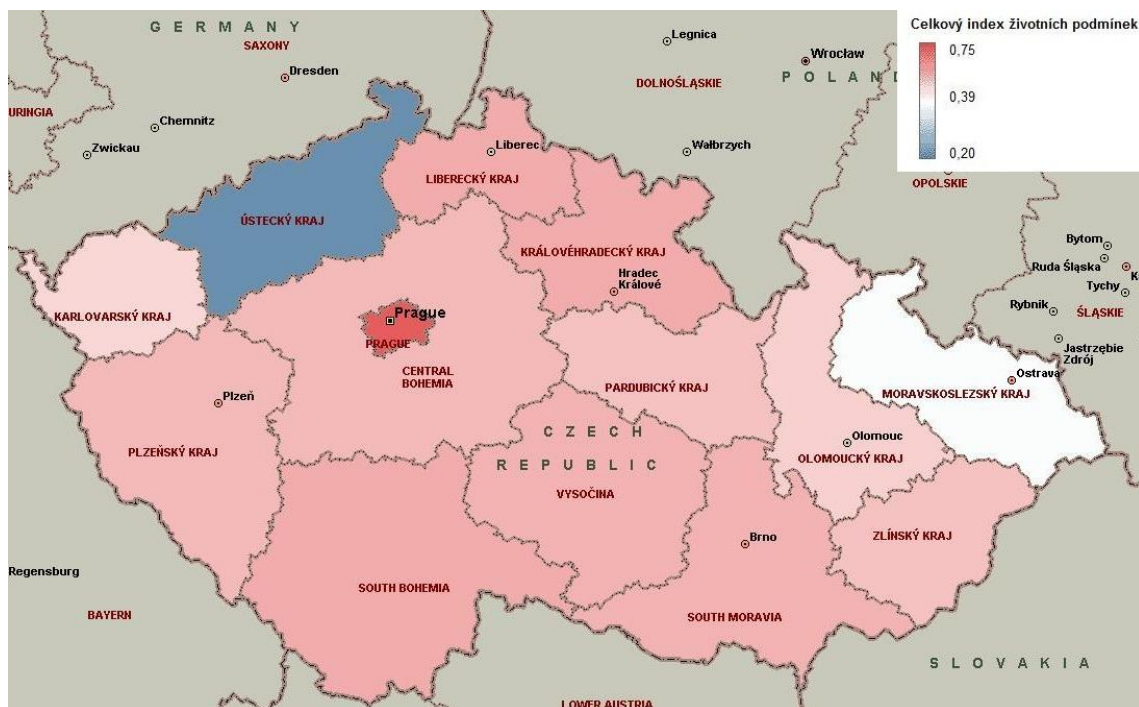 GERMANY
SAXONY
Dresden
Legnica
Wrocław
POLAND
DOLNOŚLĄSKIE
Celkový index životních podmínek
0,75
0,39
0,20
URINGIA
Chemnitz
Zwickau
Liberec
Wałbrzych
LIBERECKÝ KRAJ
OPOLSKIE
ÚSTECKÝ KRAJ
KRÁLOVÉHRADECKÝ KRAJ
Bytom
Ruda Śląska
K
Hradec
Králové
Tychy
Rybnik
ŚLĄSKIE
KARLOVARSKÝ KRAJ
Prague
PRAGUE
Jastrzębie
Zdrój
CENTRAL
BOHEMIA
Ostrava
PARDUBICKÝ KRAJ
MORAVSKOSLEZSKÝ KRAJ
Plzeň
CZECH
REPUBLIC
Olomouc
PLZEŇSKÝ KRAJ
OLOMOUCKÝ KRAJ
VYSOČINA
Brno
ZLÍNSKÝ KRAJ
Regensburg
SOUTH BOHEMIA
BAYERN
SOUTH MORAVIA
SLOVAKIA
LOWER AUSTRIA